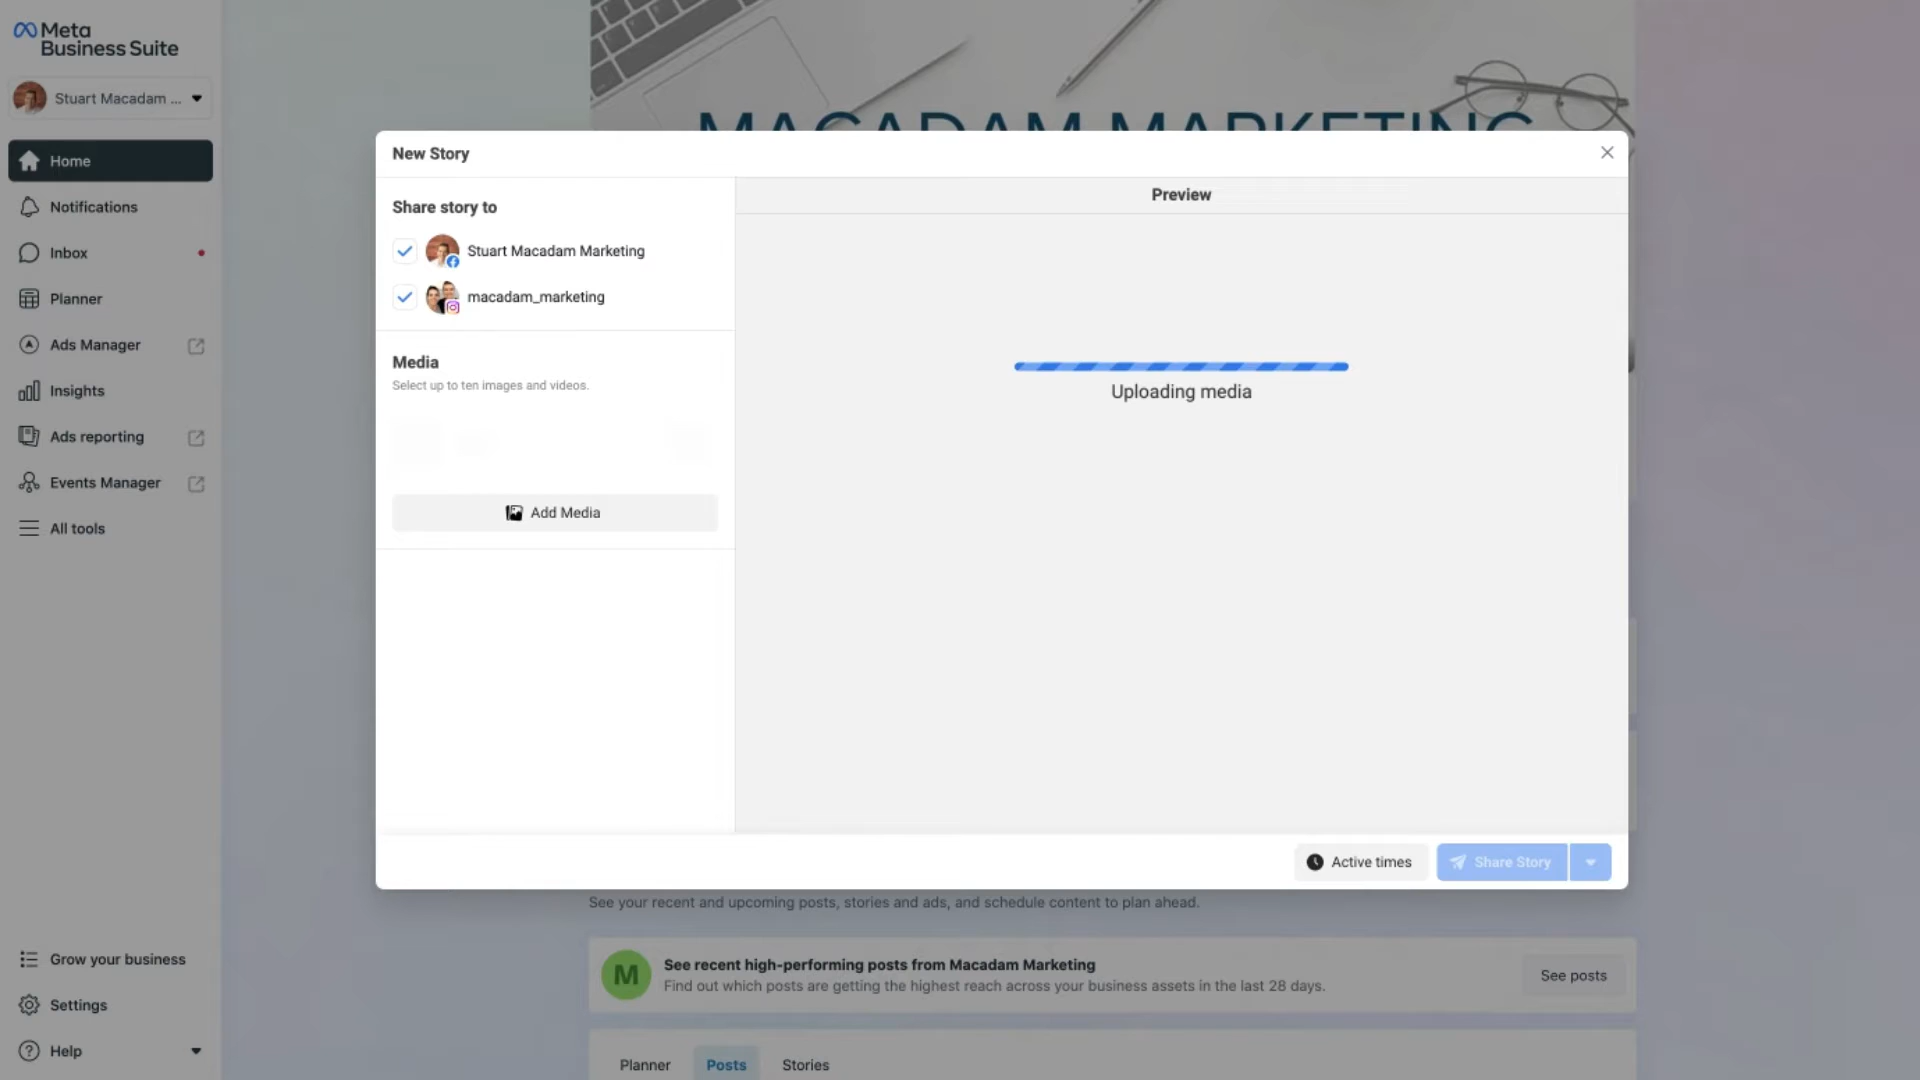 Meta
Business Suite
Stuart Macadam ...
Home
Notifications
Inbox
Planner
Ads Manager
Insights
Ads reporting
Events Manager
All tools
Grow your business
Settings
Help
MACADAM MARKETING
New Story
Share story to
Stuart Macadam Marketing
macadam_marketing
Media
Select up to ten images and videos.
Add Media
Preview
Uploading media
Active times
Share Story
See your recent and upcoming posts, stories and ads, and schedule content to plan ahead.
M
See recent high-performing posts from Macadam Marketing
Find out which posts are getting the highest reach across your business assets in the last 28 days.
See posts
Planner
Posts
Stories